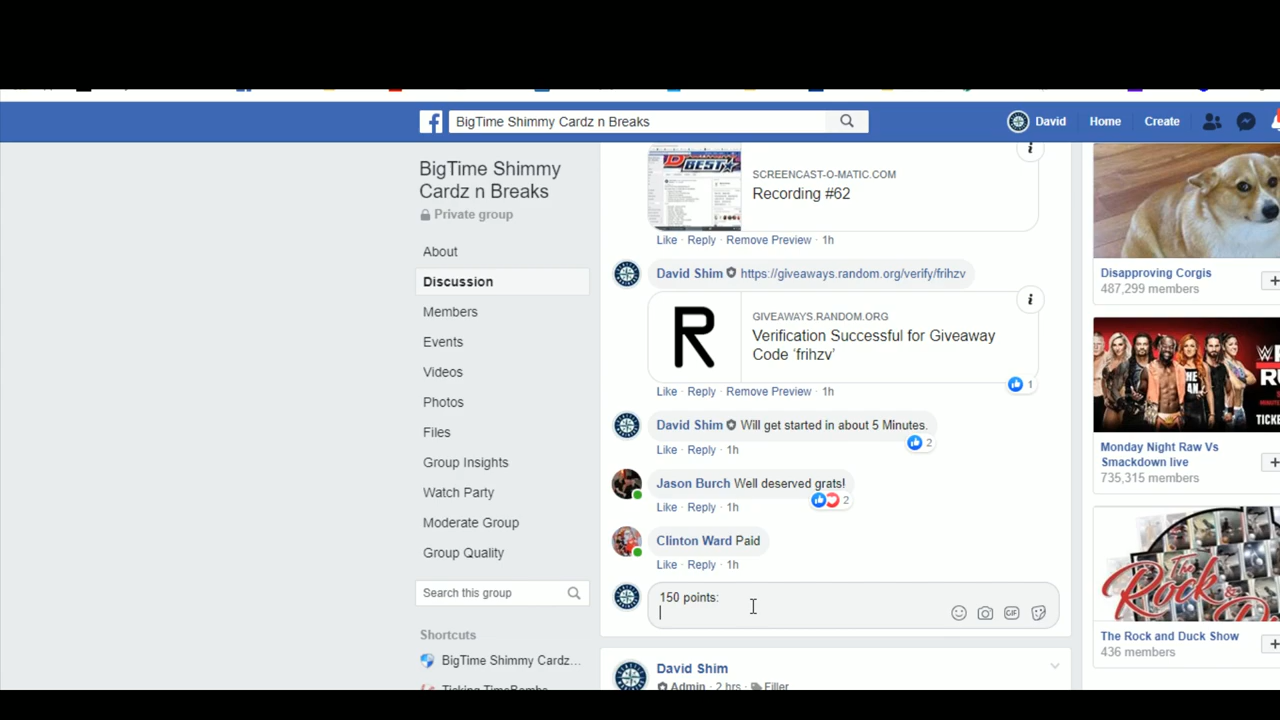 BigTime Shimmy Cardz n Breaks
David
Home
Create
BigTime Shimmy
Cardz n Breaks
Private group
About
Discussion
Members
Events
Videos
Photos
Files
Group Insights
Watch Party
Moderate Group
Group Quality
Search this group
Shortcuts
BigTime Shimmy Cardz...
Ticking TimeBombs
BEST
SCREENCAST-O-MATIC.COM
Recording #62
Like · Reply · Remove Preview · 1h
David Shim https://giveaways.random.org/verify/frihzv
R
GIVEAWAYS.RANDOM.ORG
Verification Successful for Giveaway
Code 'frihzv'
1
Like · Reply · Remove Preview · 1h
David Shim Will get started in about 5 Minutes.
2
Like · Reply · 1h
Jason Burch Well deserved grats!
2
Like · Reply · 1h
Clinton Ward Paid
Like · Reply · 1h
150 points:
GIF
David Shim
Admin · 2 hrs · Filler
Disapproving Corgis
487,299 members
Monday Night Raw Vs
Smackdown live
735,315 members
The
Rock
The Rock and Duck Show
436 members